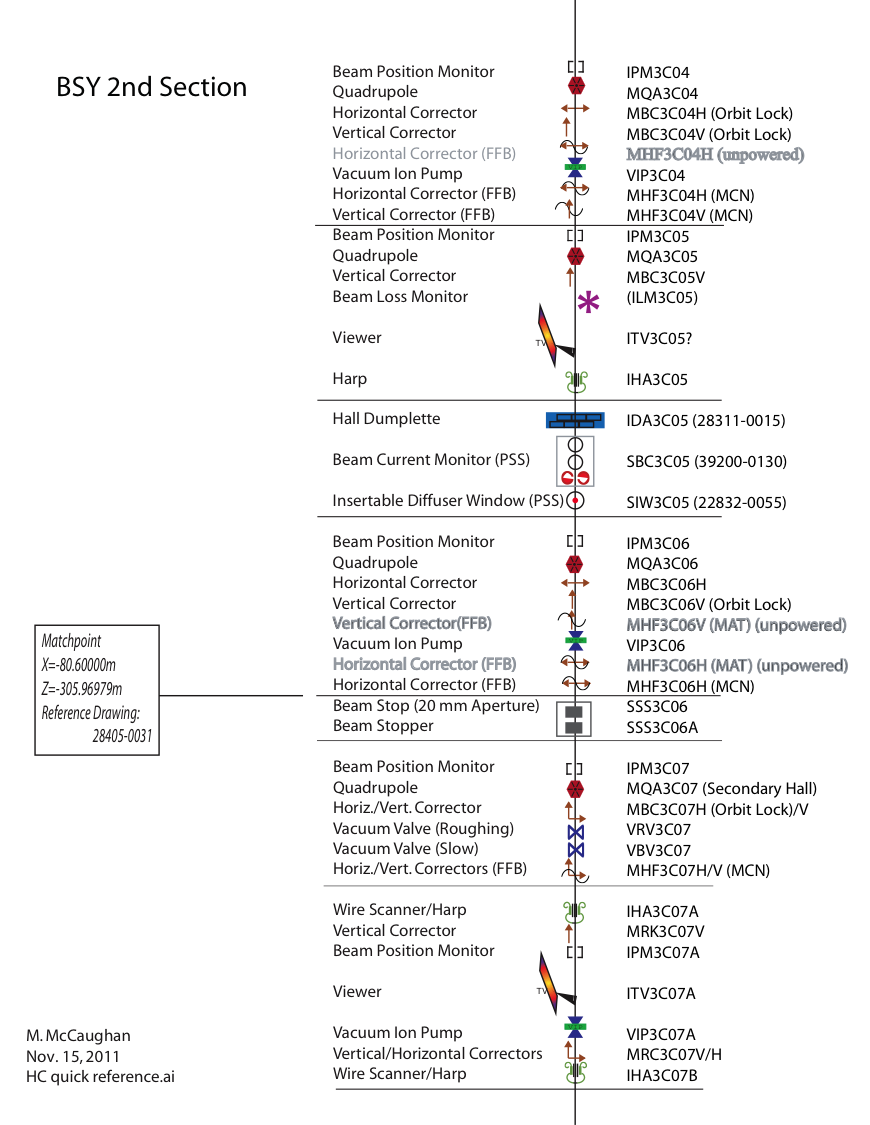 BSY 2nd Section
Beam Position Monitor IPM3C04
Quadrupole MQA3C04
Horizontal Corrector MBC3C04H (Orbit Lock)
Vertical Corrector MBC3C04V (Orbit Lock)
Horizontal Corrector (FFB) MHF3C04H (unpowered)
Vacuum Ion Pump VIP3C04
Horizontal Corrector (FFB) MHF3C04H (MCN)
Vertical Corrector (FFB) MHF3C04V (MCN)
Beam Position Monitor IPM3C05
Quadrupole MQA3C05
Vertical Corrector MBC3C05V
Beam Loss Monitor (ILM3C05)
Viewer TV ITV3C05?
Harp IHA3C05
Hall Dumplette IDA3C05 (28311-0015)
Beam Current Monitor (PSS) SBC3C05 (39200-0130)
Insertable Diffuser Window (PSS) SIW3C05 (22832-0055)
Beam Position Monitor IPM3C06
Quadrupole MQA3C06
Horizontal Corrector MBC3C06H
Vertical Corrector MBC3C06V (Orbit Lock)
Vertical Corrector(FFB) MHF3C06V (MAT) (unpowered)
Vacuum Ion Pump VIP3C06
Horizontal Corrector (FFB) MHF3C06H (MAT) (unpowered)
Horizontal Corrector (FFB) MHF3C06H (MCN)
Matchpoint
X=-80.60000m
Z=-305.96979m
Reference Drawing:
28405-0031
Beam Stop (20 mm Aperture) SSS3C06
Beam Stopper SSS3C06A
Beam Position Monitor IPM3C07
Quadrupole MQA3C07 (Secondary Hall)
Horiz./Vert. Corrector MBC3C07H (Orbit Lock)/V
Vacuum Valve (Roughing) VRV3C07
Vacuum Valve (Slow) VBV3C07
Horiz./Vert. Correctors (FFB) MHF3C07H/V (MCN)
Wire Scanner/Harp IHA3C07A
Vertical Corrector MRK3C07V
Beam Position Monitor IPM3C07A
Viewer TV ITV3C07A
Vacuum Ion Pump VIP3C07A
Vertical/Horizontal Correctors MRC3C07V/H
Wire Scanner/Harp IHA3C07B
M. McCaughan
Nov. 15, 2011
HC quick reference.ai